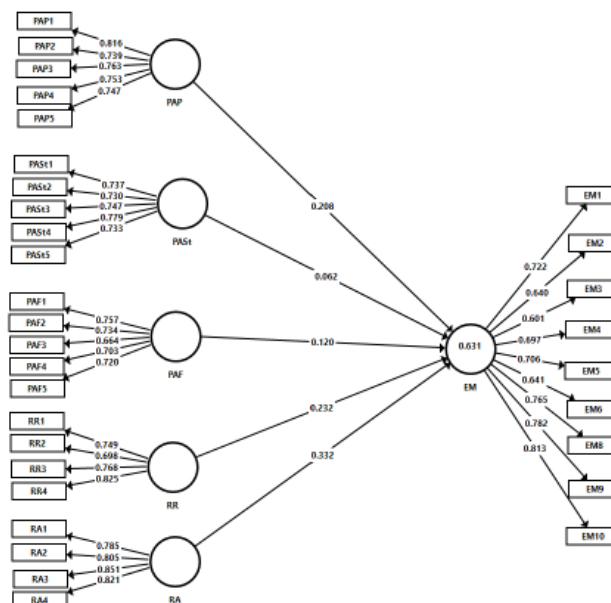 PAP1
PAP2
PAP3
PAP4
PAP5
0.816
0.739
0.763
0.753
0.747
PAP
0.208
PASt1
PASt2
PASt3
PASt4
PASt5
0.737
0.730
0.747
0.779
0.733
PASt
0.062
PAF1
PAF2
PAF3
PAF4
PAF5
0.757
0.734
0.664
0.703
0.720
PAF
0.120
RR1
RR2
RR3
RR4
0.749
0.698
0.768
0.825
RR
0.232
RA1
RA2
RA3
RA4
0.785
0.805
0.851
0.821
RA
0.332
0.631
EM
0.722
0.640
0.601
0.697
0.706
0.641
0.765
0.782
0.813
EM1
EM2
EM3
EM4
EM5
EM6
EM8
EM9
EM10